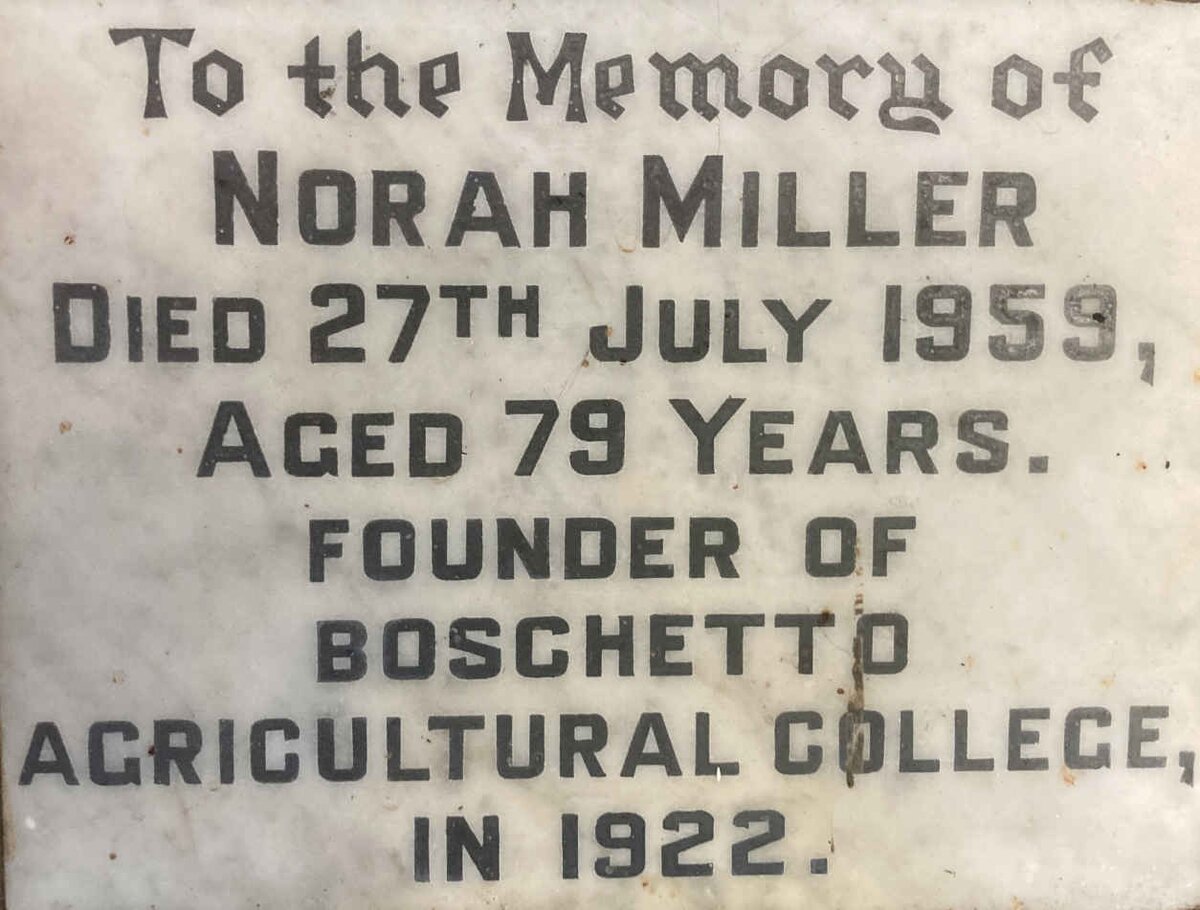 To the Memory of
NORAH MILLER
DIED 27TH JULY 1959,
AGED 79 YEARS.
FOUNDER OF
BOSCHETTO
AGRICULTURAL COLLEGE,
IN 1922.